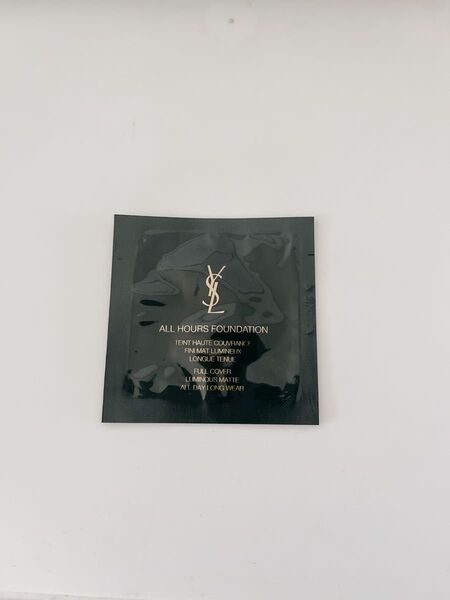 YSL
ALL HOURS FOUNDATION
TEINT HAUTE COUVRANCE
FINI MAT LUMINEUX
LONGUE TENUE
FULL COVER
LUMINOUS MATTE
ALL DAY LONG WEAR